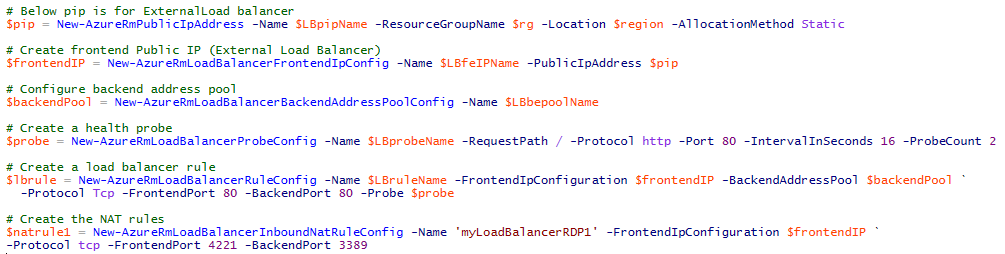 # Below pip is for ExternalLoad balancer
$pip = New-AzureRmPublicIpAddress -Name $LBpipName -ResourceGroupName $rg -Location $region -AllocationMethod Static
# Create frontend Public IP (External Load Balancer)
$frontendIP = New-AzureRmLoadBalancerFrontendIpConfig -Name $LBfeIPName -PublicIpAddress $pip
# Configure backend address pool
$backendPool = New-AzureRmLoadBalancerBackendAddressPoolConfig -Name $LBbepoolName
# Create a health probe
$probe = New-AzureRmLoadBalancerProbeConfig -Name $LBprobeName -RequestPath / -Protocol http -Port 80 -IntervalInSeconds 16 -ProbeCount 2
# Create a load balancer rule
$lbrule = New-AzureRmLoadBalancerRuleConfig -Name $LBruleName -FrontendIpConfiguration $frontendIP -BackendAddressPool $backendPool `
-Protocol Tcp -FrontendPort 80 -BackendPort 80 -Probe $probe
# Create the NAT rules
$natrule1 = New-AzureRmLoadBalancerInboundNatRuleConfig -Name 'myLoadBalancerRDP1' -FrontendIpConfiguration $frontendIP `
-Protocol tcp -FrontendPort 4221 -BackendPort 3389